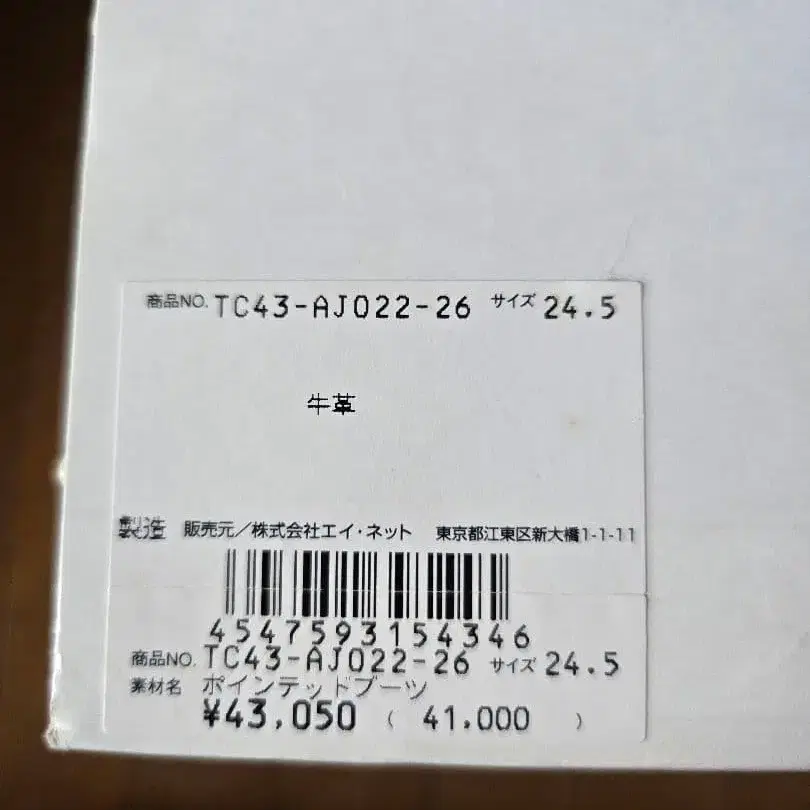 商品NO. TC43-AJ022-26 サイズ 24.5
牛革
製造 販売元/株式会社エイ・ネット 東京都江東区新大橋1-1-11
4547593154346
商品NO. TC43-AJ022-26 サイズ 24.5
素材名 ポインテッドブーツ
¥43,050 ( 41.000 )